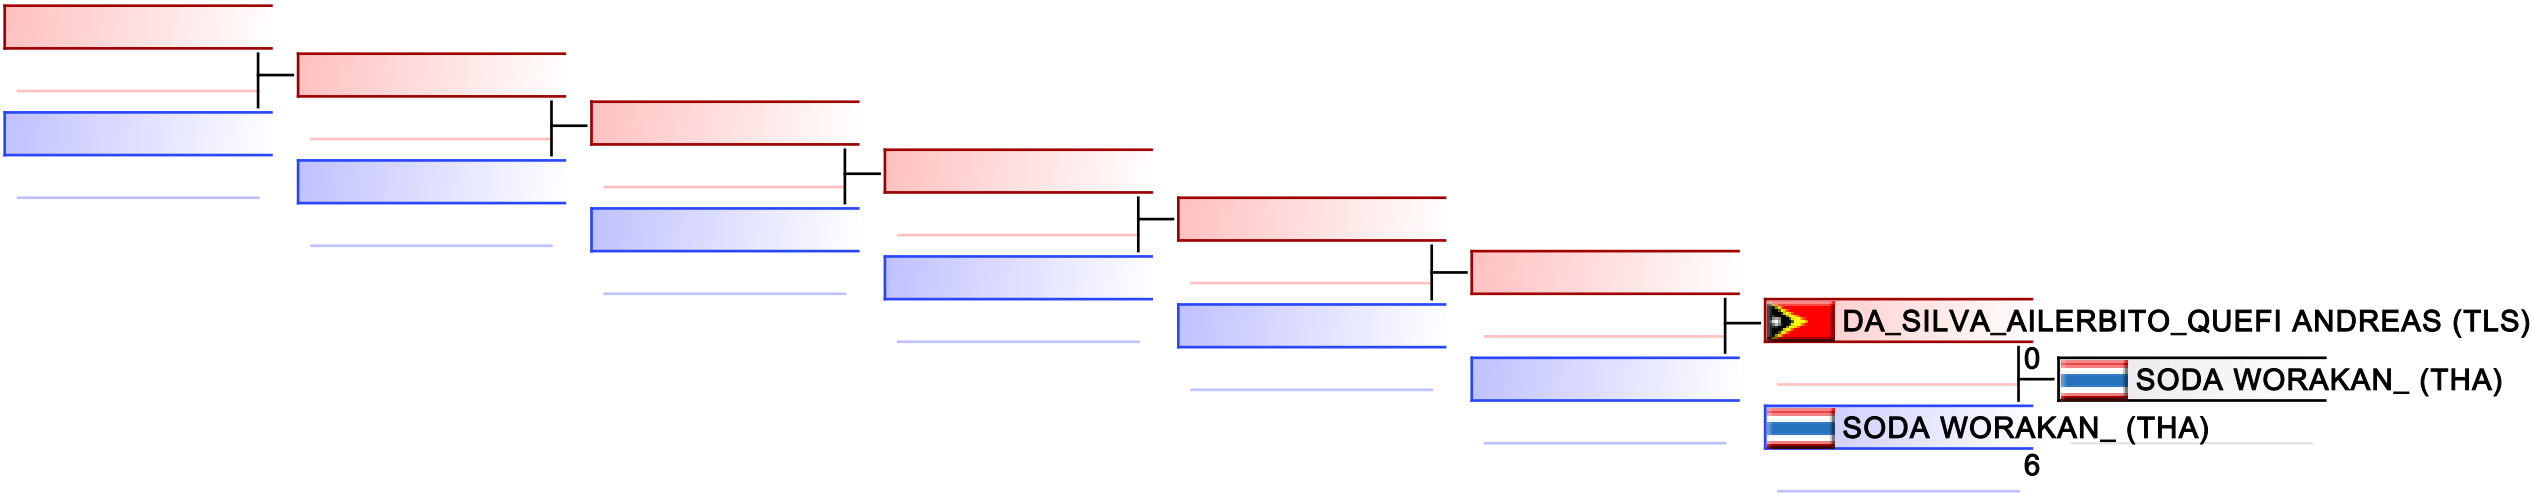 DA_SILVA_AILERBITO_QUEFI ANDREAS (TLS)
0
SODA WORAKAN_ (THA)
SODA WORAKAN_ (THA)
6